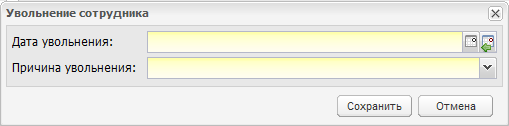 Увольнение сотрудника
Дата увольнения:
Причина увольнения:
Сохранить Отмена